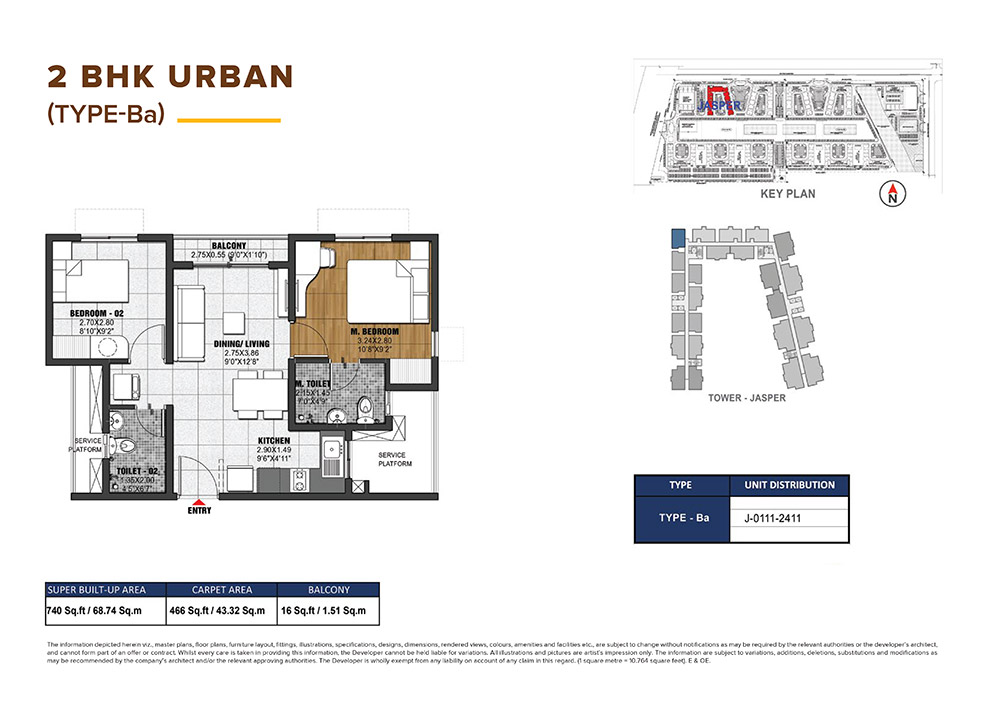 2 BHK URBAN
(TYPE-Ba)
JASPER
KEY PLAN
N
BALCONY
2.75X0.55 (9'0"X1'10")
BEDROOM - 02
2.70X2.80
8'10"X9'2"
M. BEDROOM
3.24X2.80
10'8"X9'2"
DINING/ LIVING
2.75X3.86
9'0"X12'8"
M. TOILET
2.15X1.45
7'0"X4'9"
KITCHEN
2.90X1.49
9'6"X4'11"
SERVICE
PLATFORM
SERVICE
PLATFORM
TOILET - 02
1.35X2.00
4'5"X6'7"
ENTRY
TOWER - JASPER
TYPE UNIT DISTRIBUTION
TYPE - Ba J-0111-2411
SUPER BUILT-UP AREA CARPET AREA BALCONY
740 Sq.ft / 68.74 Sq.m 466 Sq.ft / 43.32 Sq.m 16 Sq.ft / 1.51 Sq.m
The information depicted herein viz., master plans, floor plans, furniture layout, fittings, illustrations, specifications, designs, dimensions, rendered views, colours, amenities and facilities etc., are subject to change without notifications as may be required by the relevant authorities or the developer's architect,
and cannot form part of an offer or contract. Whilst every care is taken in providing this information, the Developer cannot be held liable for variations. All illustrations and pictures are artist's impression only. The information are subject to variations, additions, deletions, substitutions and modifications as
may be recommended by the company's architect and/or the relevant approving authorities. The Developer is wholly exempt from any liability on account of any claim in this regard. (1 square metre = 10.764 square feet). E & OE.